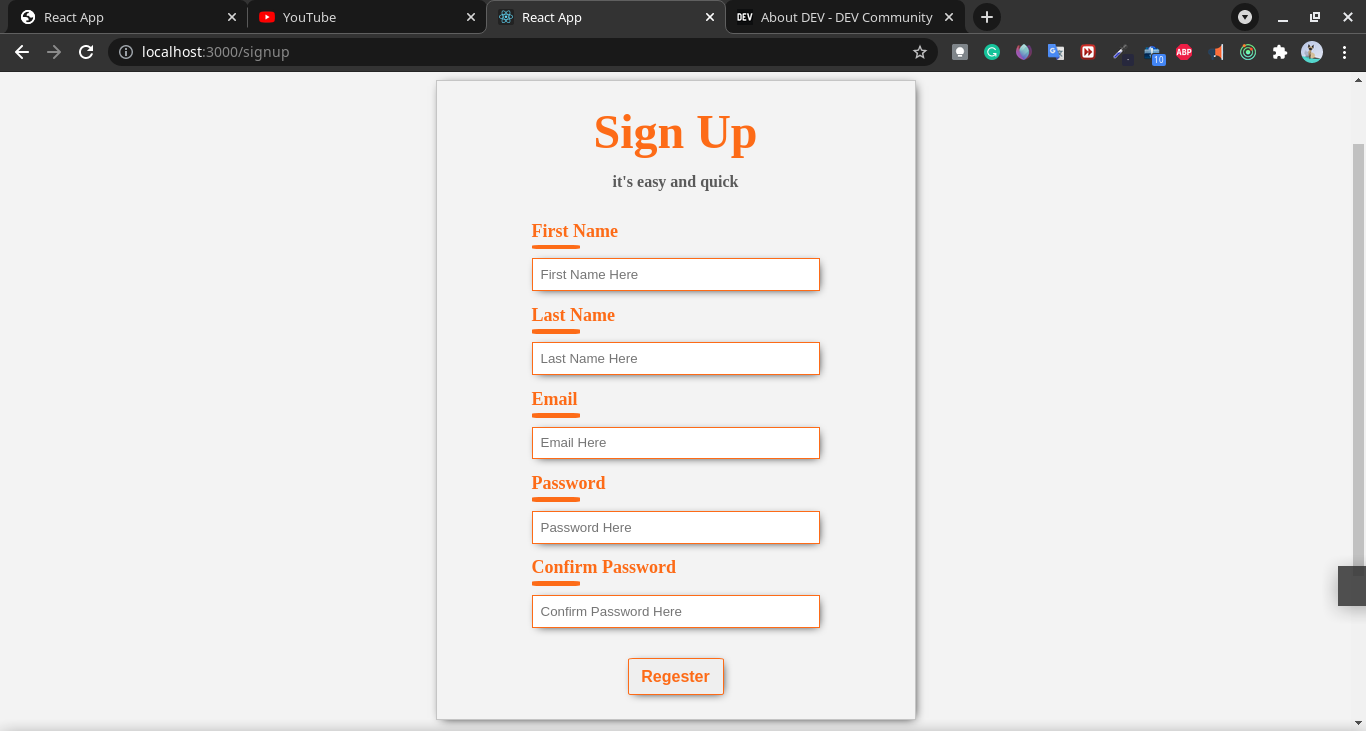 React App
YouTube
React App
DEV
About DEV - DEV Community
localhost:3000/signup
10
ABP
Sign Up
it's easy and quick
First Name
First Name Here
Last Name
Last Name Here
Email
Email Here
Password
Password Here
Confirm Password
Confirm Password Here
Regester